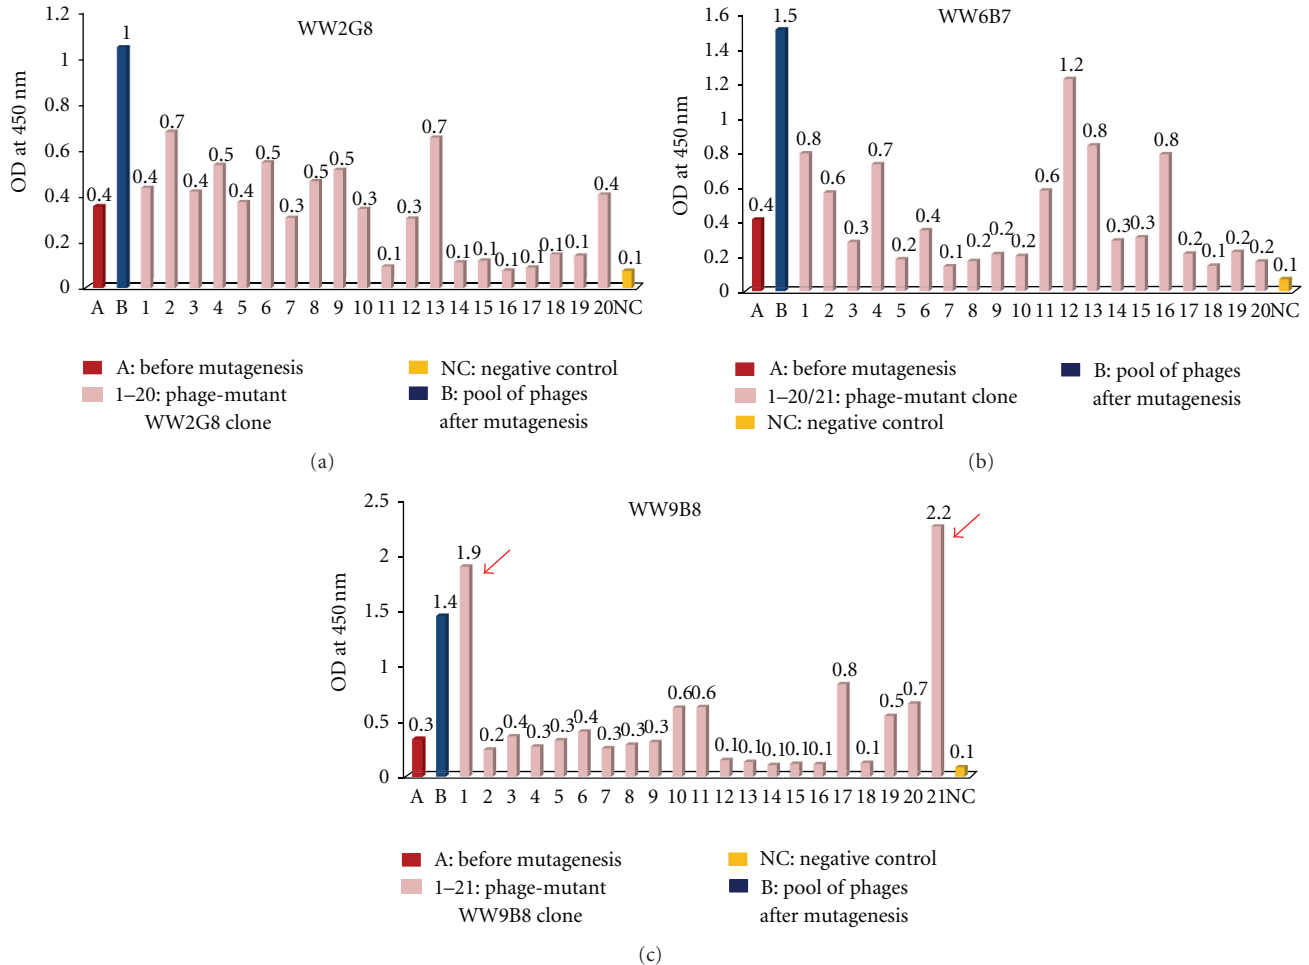 WW2G8
OD at 450 nm
1.2
1
0.8
0.6
0.4
0.2
0
0.4 1 0.4 0.7 0.4 0.5 0.4 0.5 0.3 0.5 0.5 0.3 0.1 0.3 0.7 0.1 0.1 0.1 0.1 0.1 0.1 0.4 0.1
A B 1 2 3 4 5 6 7 8 9 10 11 12 13 14 15 16 17 18 19 20 NC
A: before mutagenesis
1–20: phage-mutant
WW2G8 clone
NC: negative control
B: pool of phages
after mutagenesis
(a)
WW6B7
OD at 450 nm
1.6
1.4
1.2
1
0.8
0.6
0.4
0.2
0
0.4 1.5 0.8 0.6 0.3 0.7 0.2 0.4 0.1 0.2 0.2 0.2 0.6 1.2 0.8 0.3 0.3 0.8 0.2 0.1 0.2 0.2 0.1
A B 1 2 3 4 5 6 7 8 9 10 11 12 13 14 15 16 17 18 19 20 NC
A: before mutagenesis
1–20/21: phage-mutant clone
NC: negative control
B: pool of phages
after mutagenesis
(b)
WW9B8
OD at 450 nm
2.5
2
1.5
1
0.5
0
0.3 1.4 1.9 0.2 0.4 0.3 0.3 0.4 0.3 0.3 0.3 0.6 0.6 0.1 0.1 0.1 0.1 0.1 0.8 0.1 0.5 0.7 2.2 0.1
A B 1 2 3 4 5 6 7 8 9 10 11 12 13 14 15 16 17 18 19 20 21 NC
A: before mutagenesis
1–21: phage-mutant
WW9B8 clone
NC: negative control
B: pool of phages
after mutagenesis
(c)